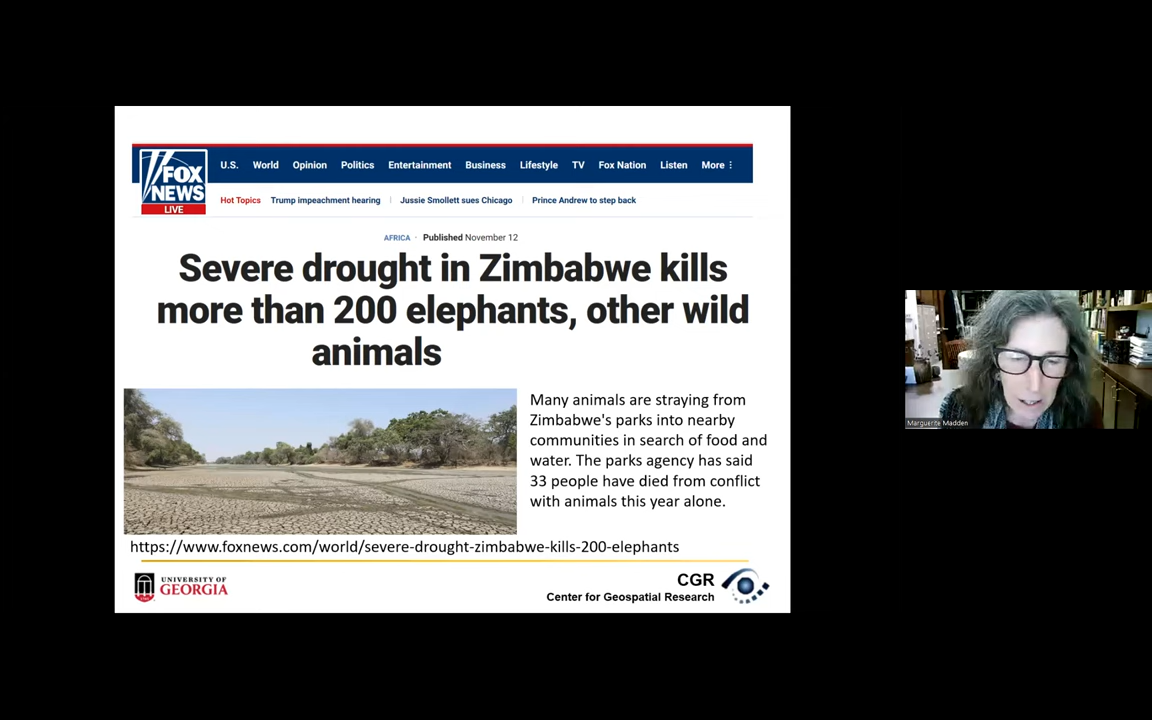 FOX
NEWS
LIVE
U.S. World Opinion Politics Entertainment Business Lifestyle TV Fox Nation Listen More
Hot Topics Trump impeachment hearing Jussie Smollett sues Chicago Prince Andrew to step back
AFRICA · Published November 12
Severe drought in Zimbabwe kills
more than 200 elephants, other wild
animals
Many animals are straying from
Zimbabwe's parks into nearby
communities in search of food and
water. The parks agency has said
33 people have died from conflict
with animals this year alone.
https://www.foxnews.com/world/severe-drought-zimbabwe-kills-200-elephants
UNIVERSITY OF
GEORGIA
CGR
Center for Geospatial Research
Marguerite Madden